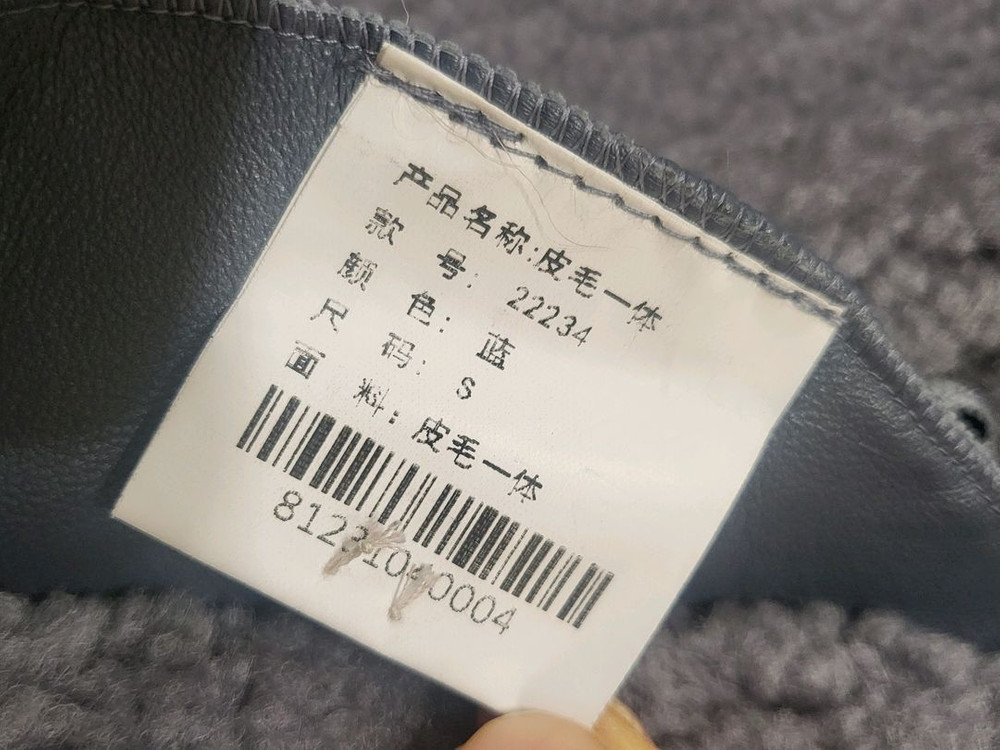 产品名称:皮毛一体
款 号: 22234
颜 色: 蓝
尺 码: S
面 料: 皮毛一体